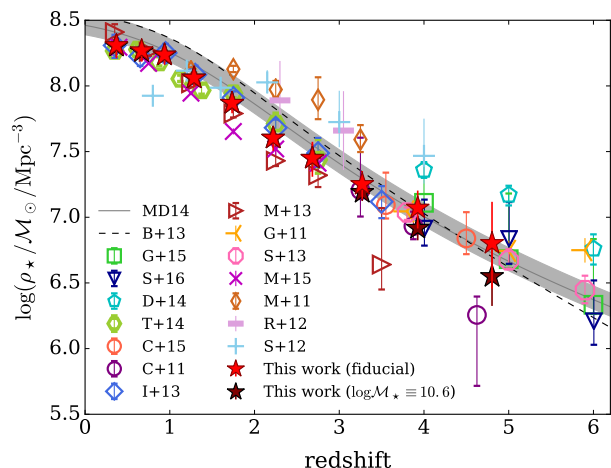 8.5
8.0
7.5
7.0
6.5
6.0
5.5
log(ρ⋆/ℳ⊙/Mpc⁻³)
MD14
B+13
G+15
S+16
D+14
T+14
C+15
C+11
I+13
M+13
G+11
S+13
M+15
M+11
R+12
S+12
This work (fiducial)
This work (logℳ⋆ ≡ 10.6)
0 1 2 3 4 5 6
redshift